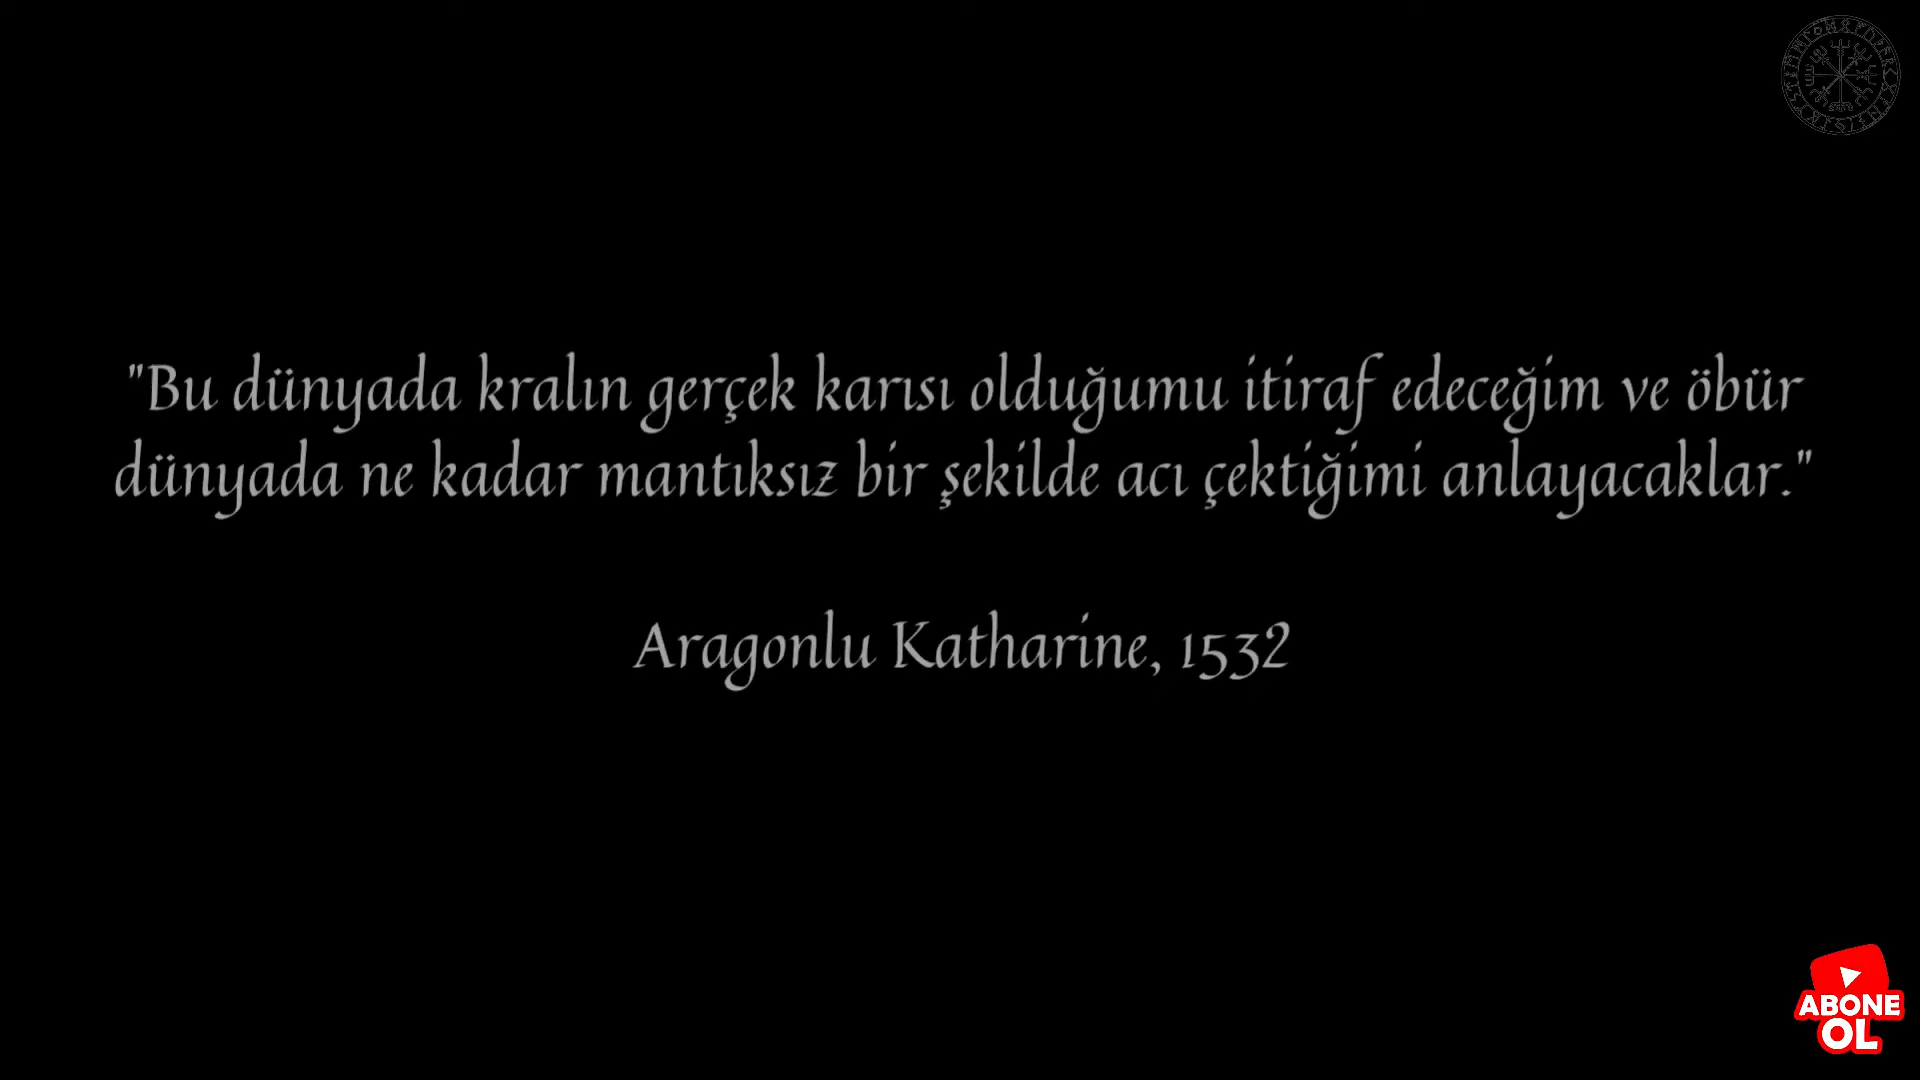 "Bu dünyada kralın gerçek karısı olduğumu itiraf edeceğim ve öbür
dünyada ne kadar mantıksız bir şekilde acı çektiğimi anlayacaklar."
Aragonlu Katharine, 1532
ABONE
OL